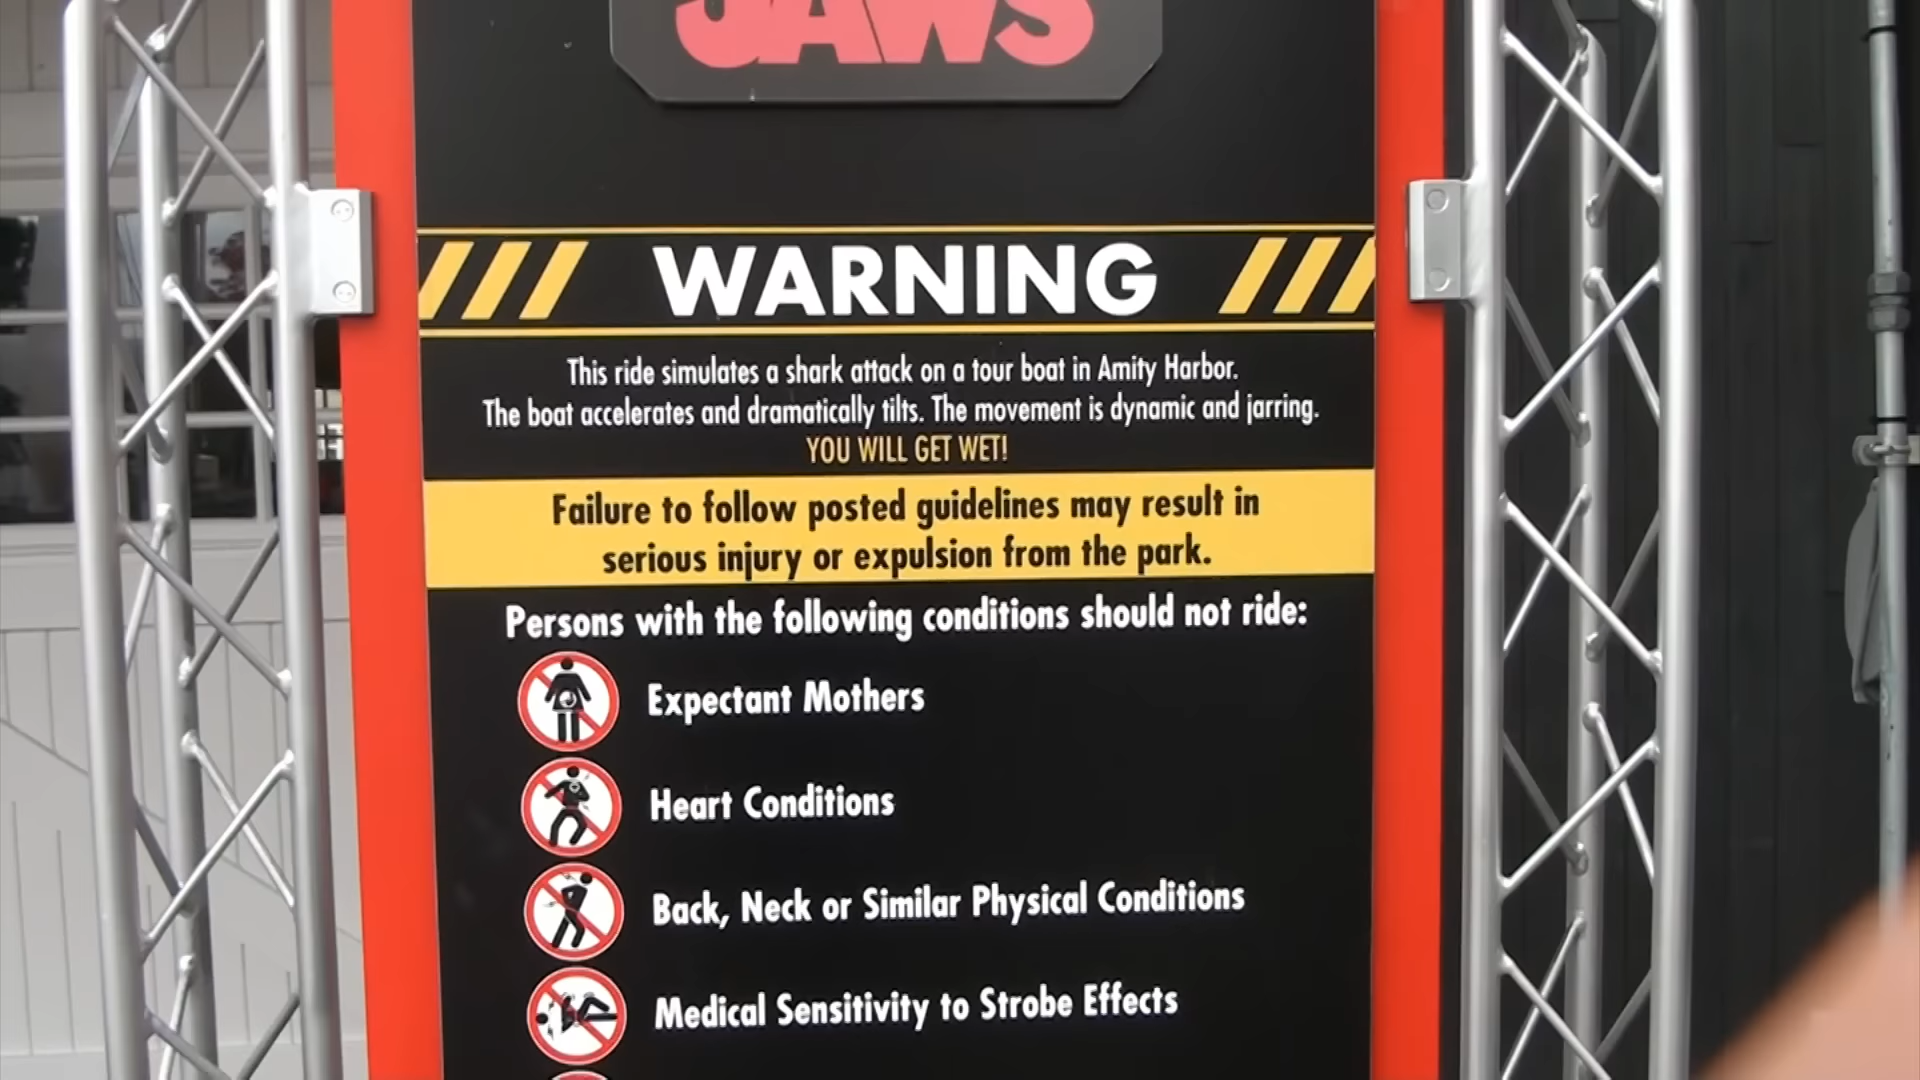 JAWS
WARNING
This ride simulates a shark attack on a tour boat in Amity Harbor.
The boat accelerates and dramatically tilts. The movement is dynamic and jarring.
YOU WILL GET WET!
Failure to follow posted guidelines may result in
serious injury or expulsion from the park.
Persons with the following conditions should not ride:
Expectant Mothers
Heart Conditions
Back, Neck or Similar Physical Conditions
Medical Sensitivity to Strobe Effects